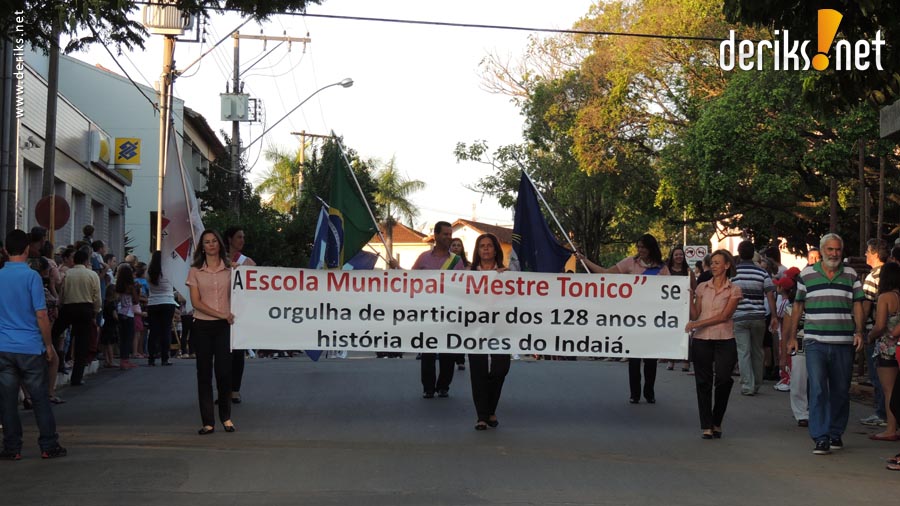 www.deriks.net
deriks!net
A Escola Municipal “Mestre Tonico” se
orgulha de participar dos 128 anos da
história de Dores do Indaiá.